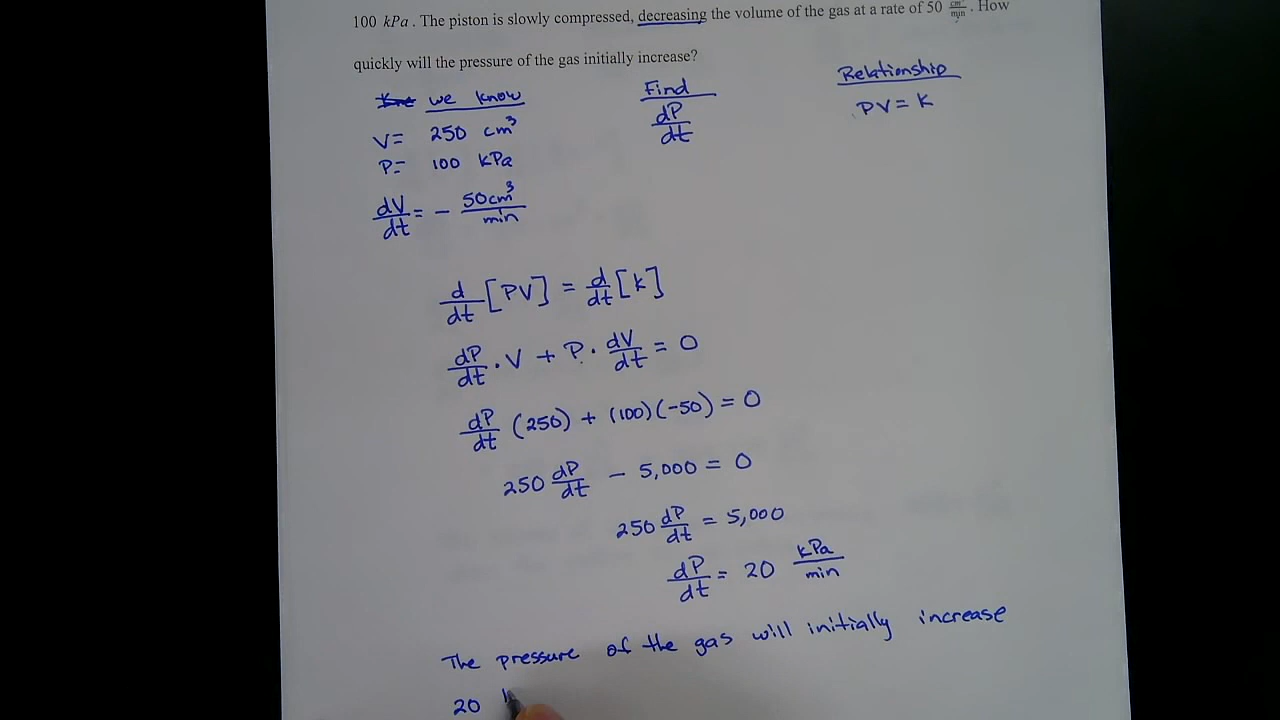 100 kPa . The piston is slowly compressed, decreasing the volume of the gas at a rate of 50 cm³/min . How
quickly will the pressure of the gas initially increase?
we know
V= 250 cm³
P= 100 kPa
dV/dt = - 50cm³/min
Find
dP/dt
Relationship
PV = K
d/dt [PV] = d/dt [K]
dP/dt · V + P · dV/dt = 0
dP/dt (250) + (100)(-50) = 0
250 dP/dt - 5,000 = 0
250 dP/dt = 5,000
dP/dt = 20 kPa/min
The pressure of the gas will initially increase
20